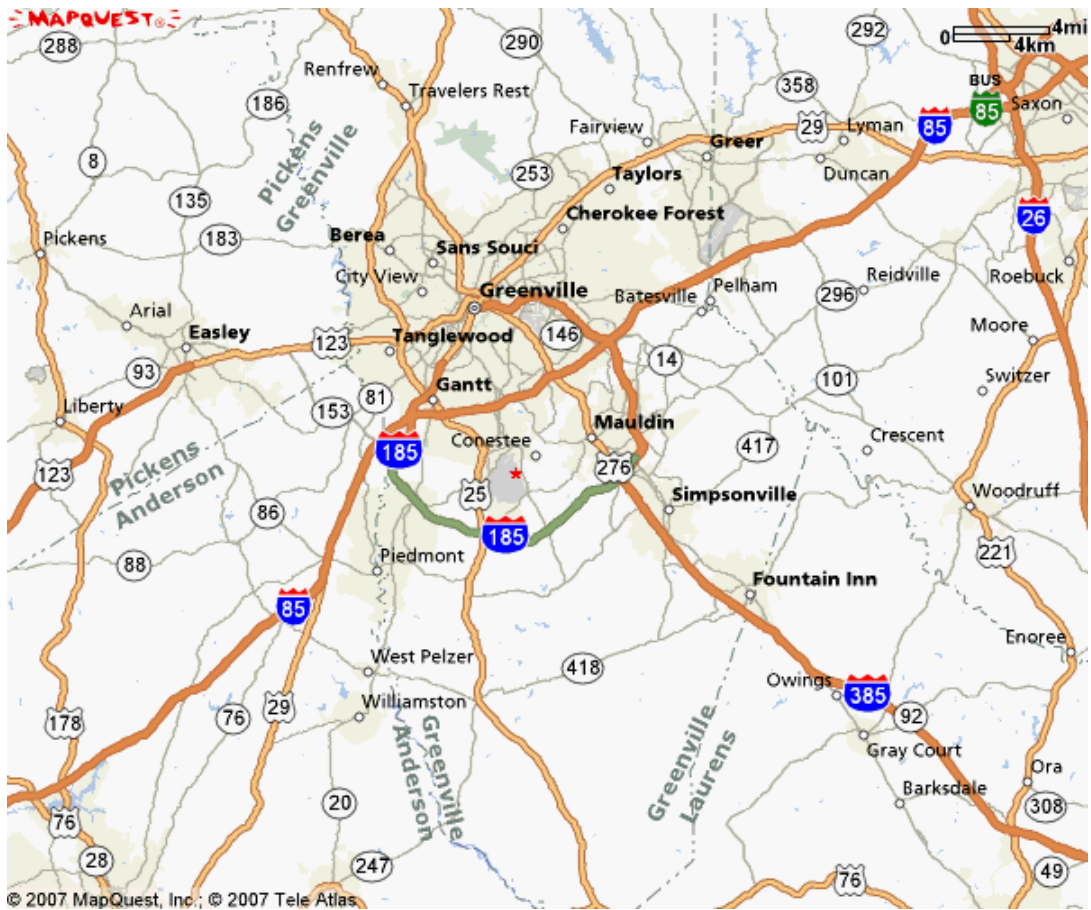 MAPQUEST®
288
290
292
0 4mi
4km
Renfrew
186
Travelers Rest
358
BUS
85
Saxon
Fairview
29
Lyman
85
8
Pickens
Greenville
253
Greer
Duncan
Taylors
135
Cherokee Forest
26
Pickens
183
Berea
Sans Souci
City View
Reidville
Roebuck
Greenville
Batesville
Pelham
296
Arial
Easley
123
Tanglewood
146
Moore
93
14
81
Gantt
101
Switzer
Liberty
153
Mauldin
185
Conestee
417
Crescent
123
Pickens
Anderson
276
25
Simpsonville
Woodruff
86
185
88
Piedmont
221
85
Fountain Inn
Enoree
West Pelzer
418
Owings
385
Williamston
29
76
178
92
Greenville
Anderson
Greenville
Laurens
Gray Court
Ora
20
Barksdale
308
76
28
247
76
49
© 2007 MapQuest, Inc.; © 2007 Tele Atlas